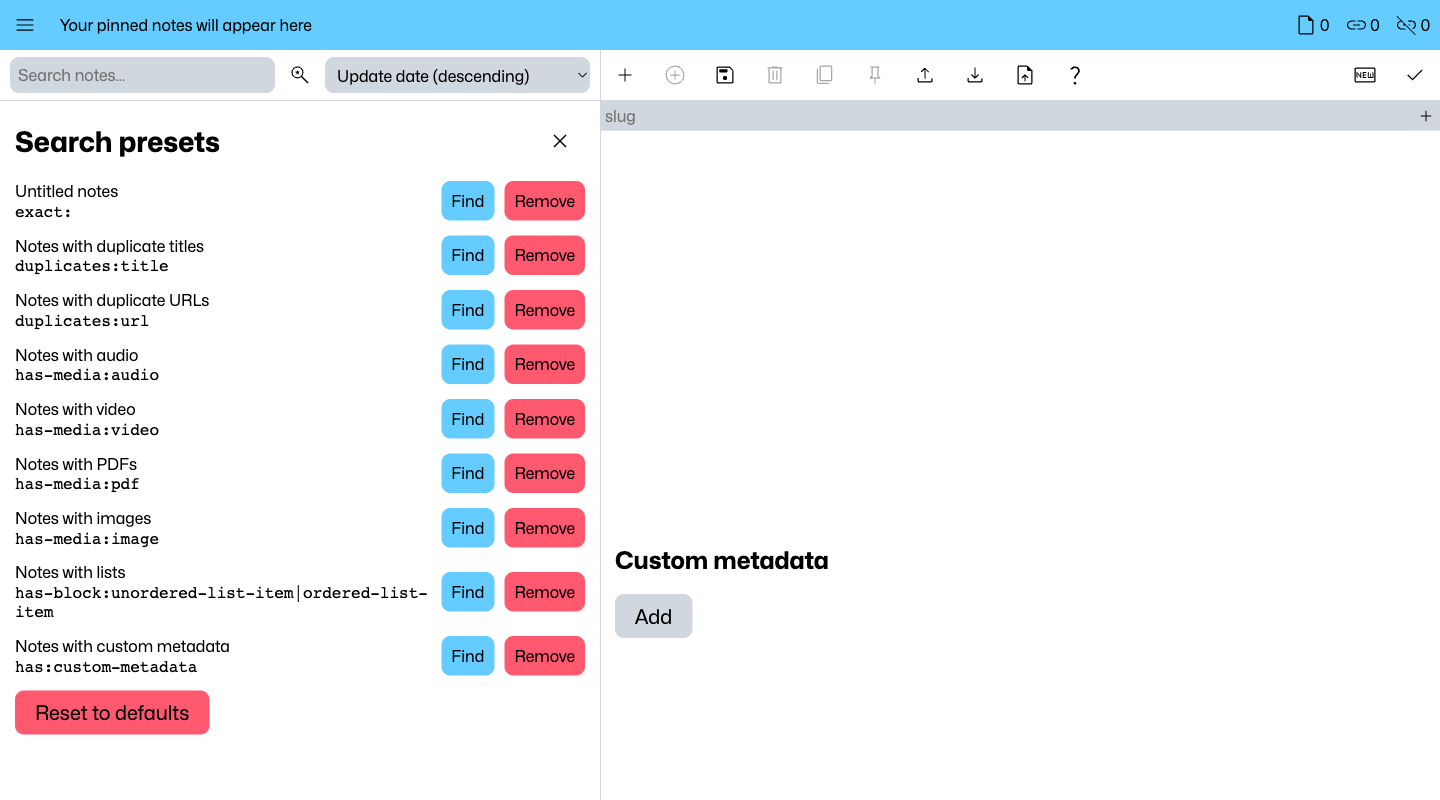 Your pinned notes will appear here
0
0
0
Search notes...
Update date (descending)
NEW
slug
Search presets
Untitled notes
exact:
Find
Remove
Notes with duplicate titles
duplicates:title
Find
Remove
Notes with duplicate URLs
duplicates:url
Find
Remove
Notes with audio
has-media:audio
Find
Remove
Notes with video
has-media:video
Find
Remove
Notes with PDFs
has-media:pdf
Find
Remove
Notes with images
has-media:image
Find
Remove
Notes with lists
has-block:unordered-list-item|ordered-list-
item
Find
Remove
Notes with custom metadata
has:custom-metadata
Find
Remove
Reset to defaults
Custom metadata
Add